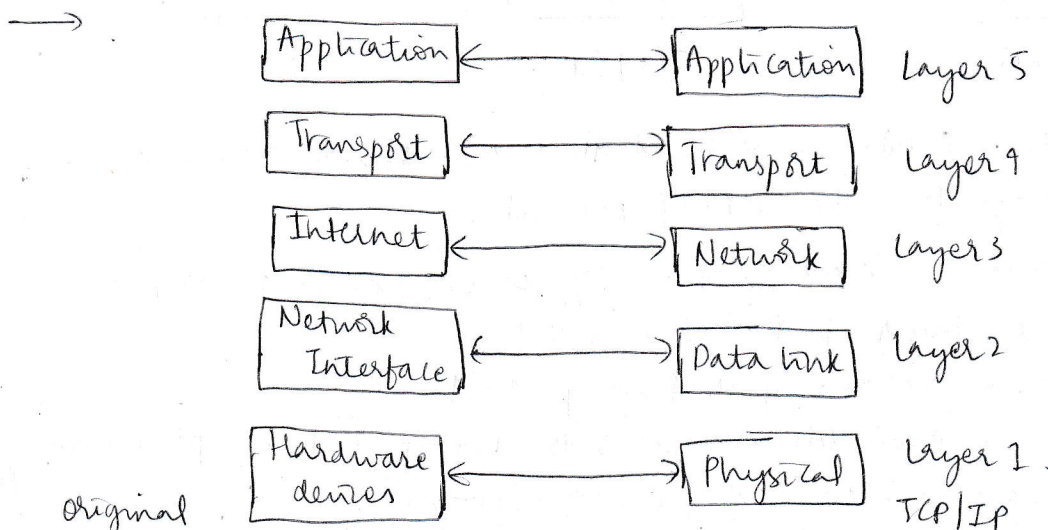 Application Application Layer 5
Transport Transport Layer 4
Internet Network Layer 3
Network
Interface Data link Layer 2
Hardware
devices Physical Layer 1.
original TCP/IP